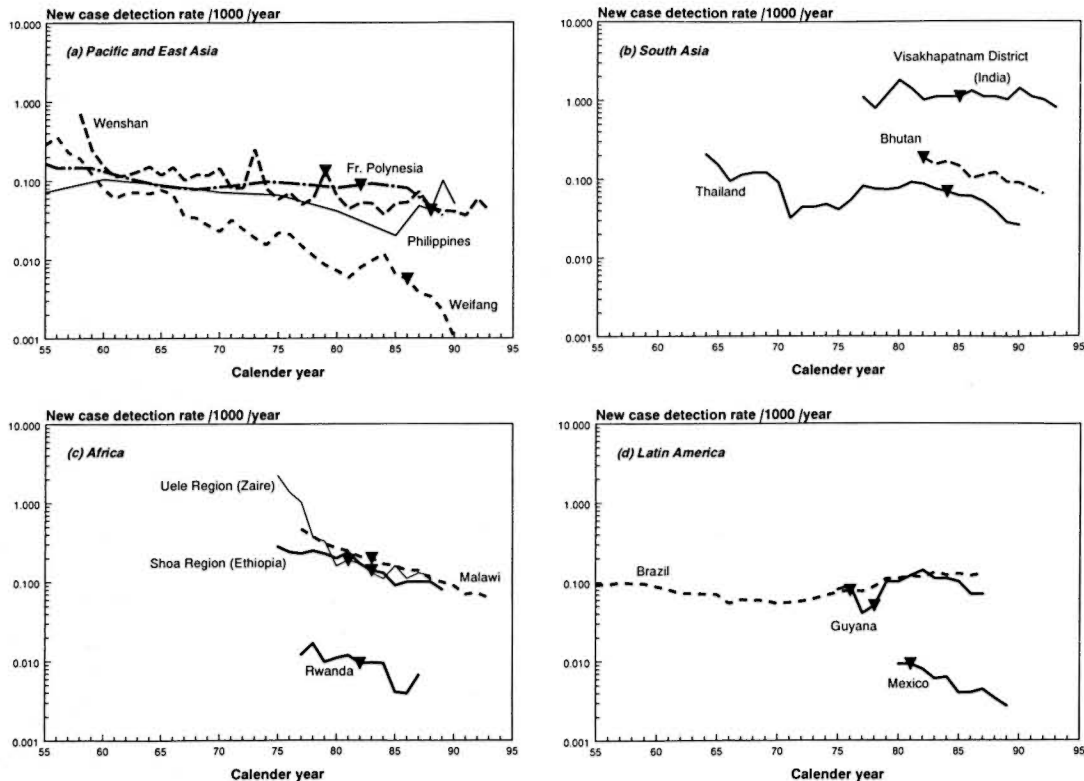 New case detection rate /1000 /year
10.000
(a) Pacific and East Asia
1.000
Wenshan
Fr. Polynesia
0.100
Philippines
0.010
Weifang
0.001
55 60 65 70 75 80 85 90 95
Calender year
New case detection rate /1000 /year
10.000
(b) South Asia
Visakhapatnam District
(India)
1.000
Bhutan
0.100
Thailand
0.010
0.001
55 60 65 70 75 80 85 90 95
Calender year
New case detection rate /1000 /year
10.000
(c) Africa
Uele Region (Zaire)
1.000
Shoa Region (Ethiopia)
Malawi
0.100
0.010
Rwanda
0.001
55 60 65 70 75 80 85 90 95
Calender year
New case detection rate /1000 /year
10.000
(d) Latin America
1.000
Brazil
0.100
Guyana
0.010
Mexico
0.001
55 60 65 70 75 80 85 90 95
Calender year